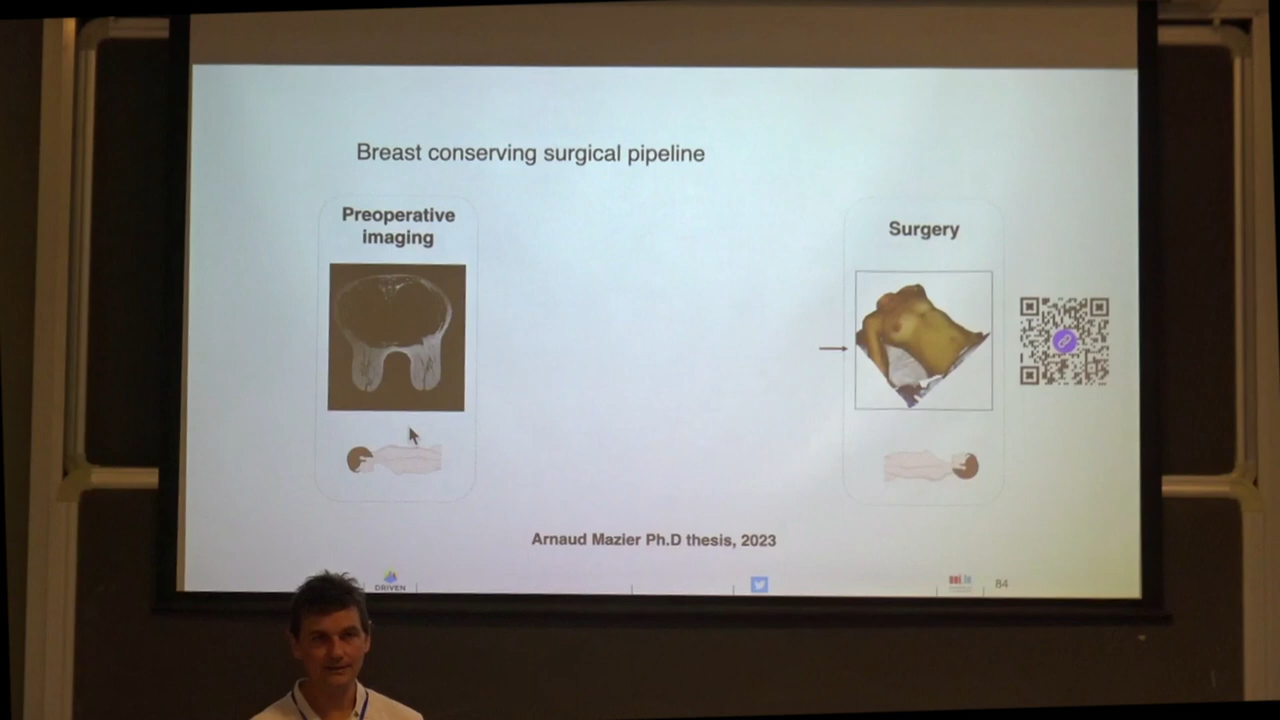 Breast conserving surgical pipeline
Preoperative
imaging
Surgery
Arnaud Mazier Ph.D thesis, 2023
DRIVEN
84